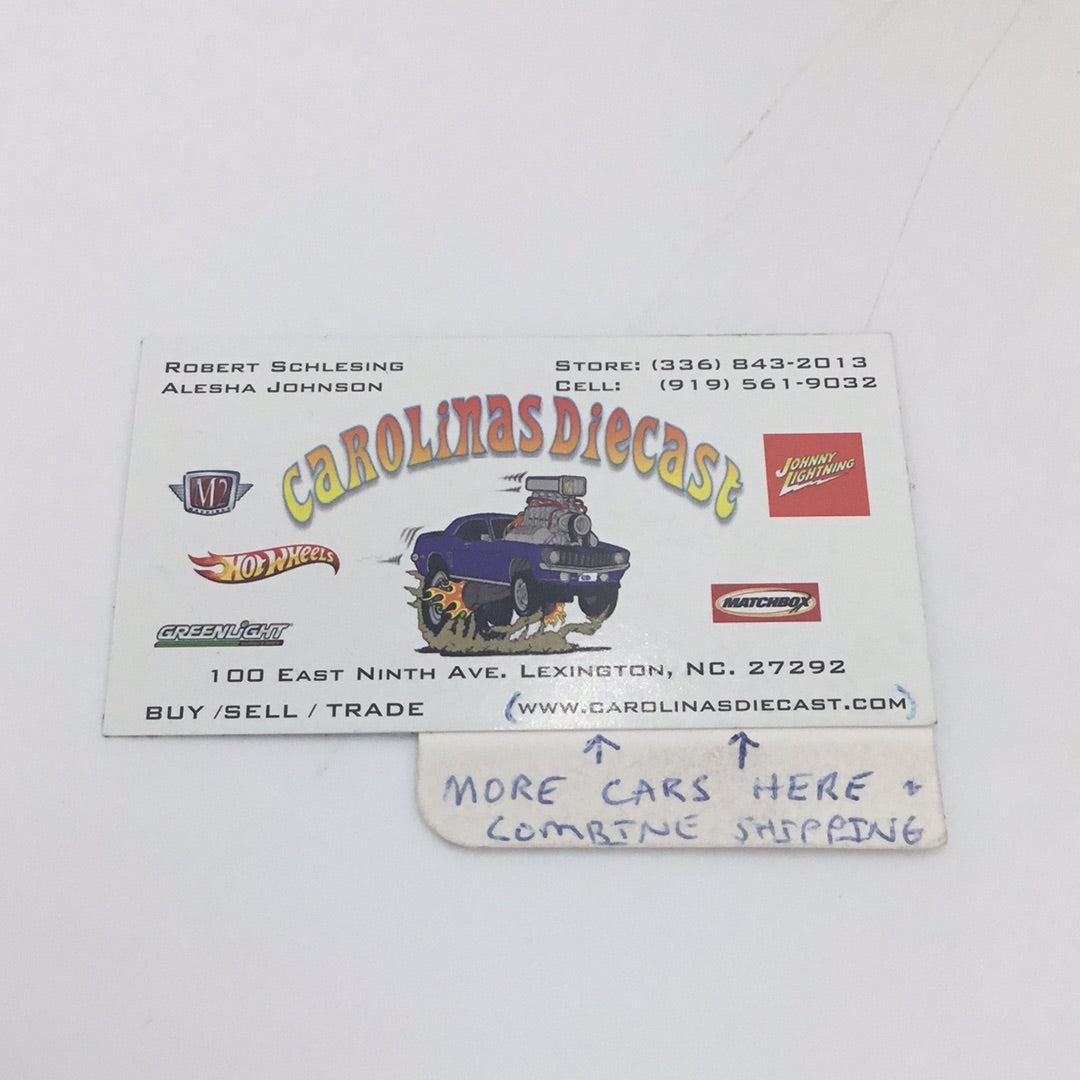 ROBERT SCHLESING
ALESHA JOHNSON
STORE: (336) 843-2013
CELL: (919) 561-9032
CAROLINAS DIECAST
M2
JOHNNY
LIGHTNING
HOT WHEELS
MATCHBOX
GREENLIGHT
100 EAST NINTH AVE. LEXINGTON, NC. 27292
BUY /SELL / TRADE
(WWW.CAROLINASDIECAST.COM)
↑ ↑
MORE CARS HERE +
COMBINE SHIPPING